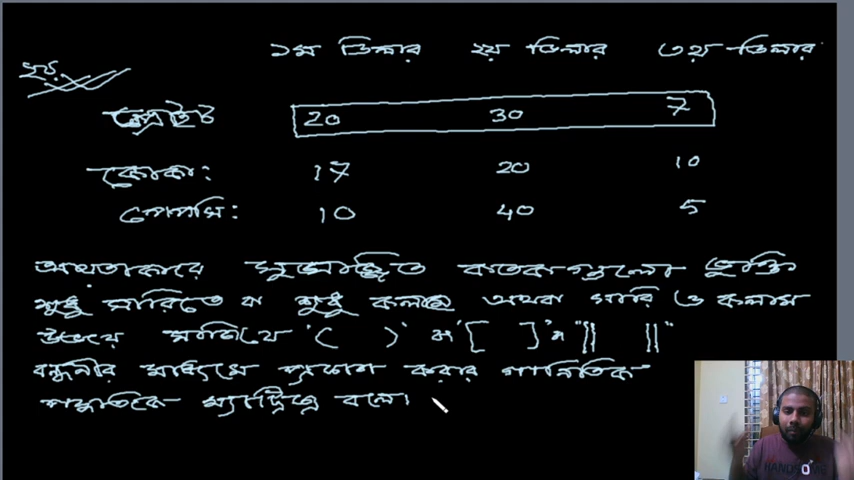 ১ম ডিলার ২য় ডিলার ৩য় ডিলার
স্প্রাইট 20 30 7
কোকা: 17 20 10
পেপসি: 10 40 5
আয়তাকারে সুসজ্জিত কতকগুলো ভুক্তি
শুধু সারিতে বা শুধু কলামে অথবা সারি ও কলাম
উভয়ে সাজিয়ে '( )' বা '[ ]' বা "|| ||"
বন্ধনীর মাধ্যমে প্রকাশ করার গাণিতিক
পদ্ধতিকে ম্যাট্রিক্স বলে।
HANDSOME